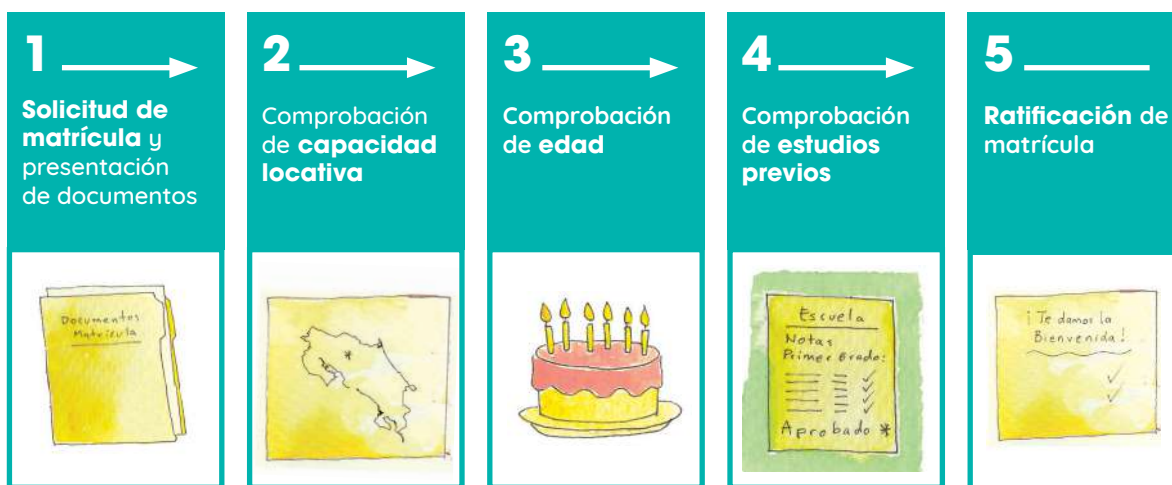 1
Solicitud de
matrícula y
presentación
de documentos
2
Comprobación
de capacidad
locativa
3
Comprobación
de edad
4
Comprobación
de estudios
previos
5
Ratificación de
matrícula
Documentos
Matrícula
Escuela
Notas
Primer Grado:
Aprobado *
¡Te damos la
Bienvenida!